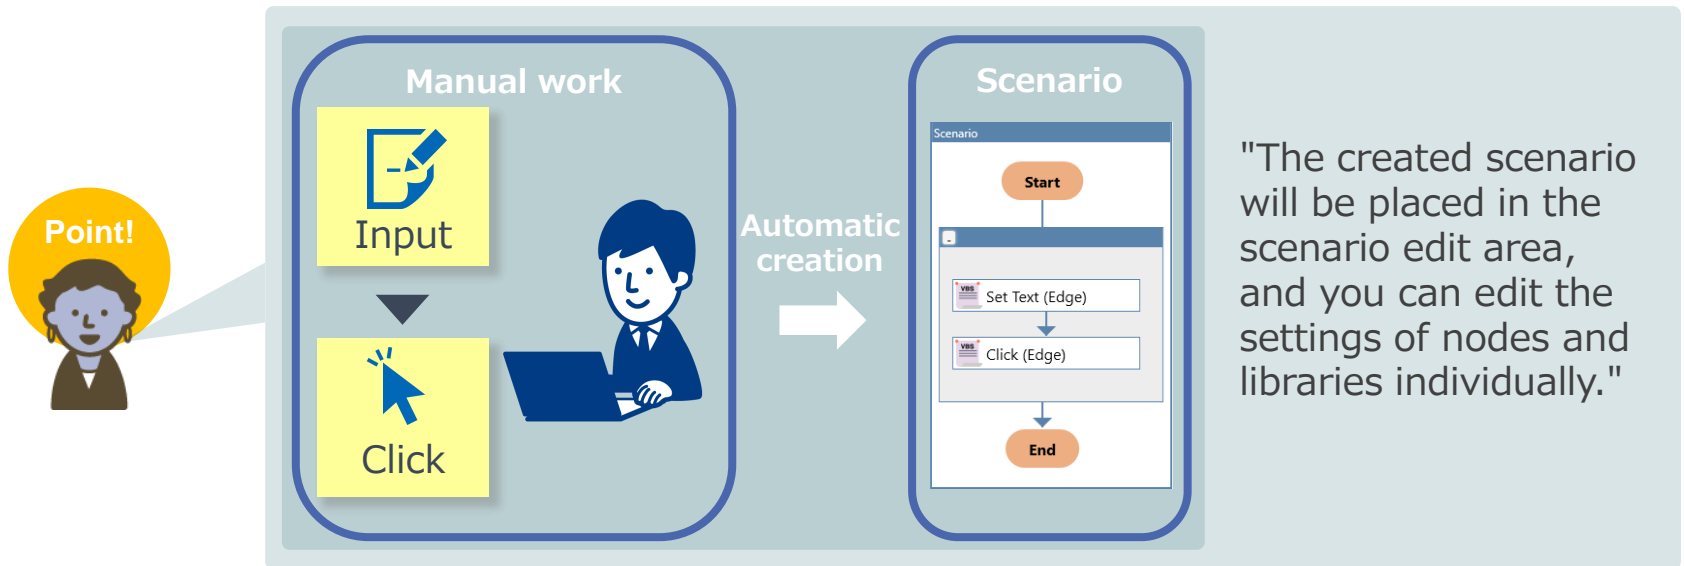 Point!
Manual work
Input
Click
Automatic
creation
Scenario
Scenario
Start
-
VBS Set Text (Edge)
VBS Click (Edge)
End
"The created scenario
will be placed in the
scenario edit area,
and you can edit the
settings of nodes and
libraries individually."